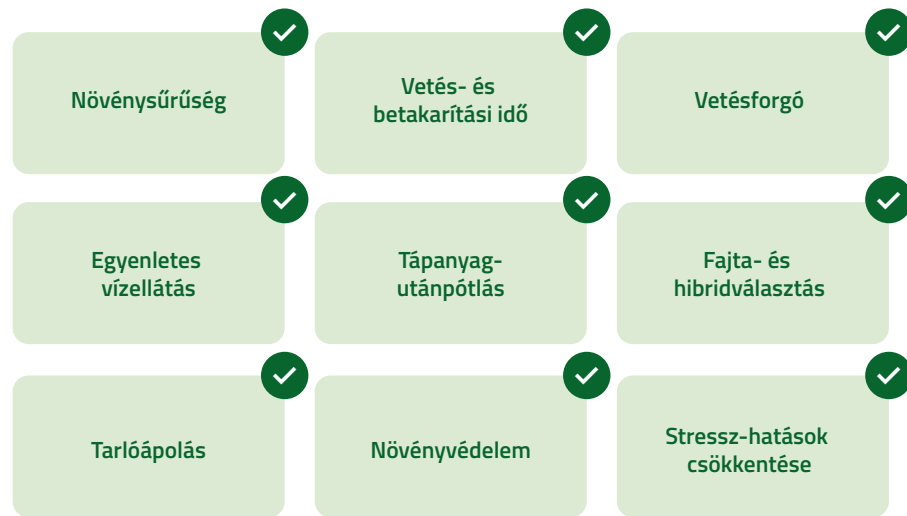 Növénysűrűség
Vetés- és
betakarítási idő
Vetésforgó
Egyenletes
vízellátás
Tápanyag-
utánpótlás
Fajta- és
hibridválasztás
Tarlóápolás
Növényvédelem
Stressz-hatások
csökkentése